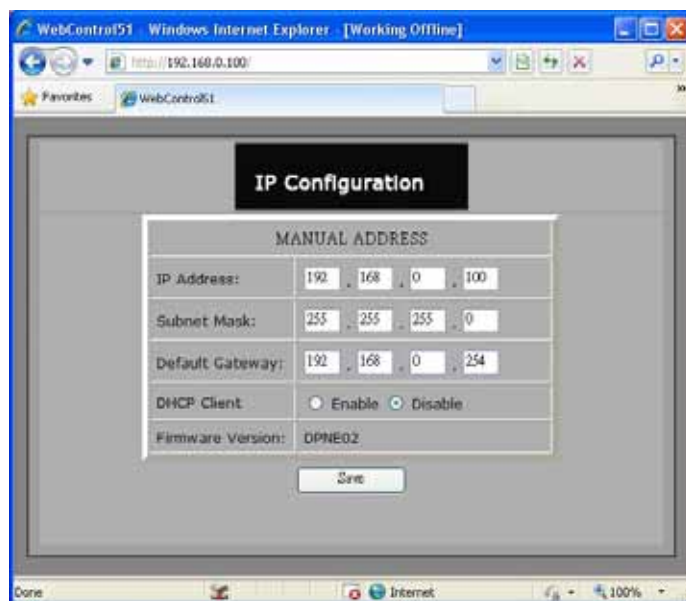 WebControl51 - Windows Internet Explorer - [Working Offline]
http://192.168.0.100/
Favorites WebControl51
IP Configuration
MANUAL ADDRESS
IP Address: 192 . 168 . 0 . 100
Subnet Mask: 255 . 255 . 255 . 0
Default Gateway: 192 . 168 . 0 . 254
DHCP Client Enable Disable
Firmware Version: DPNE02
Save
Done Internet 100%